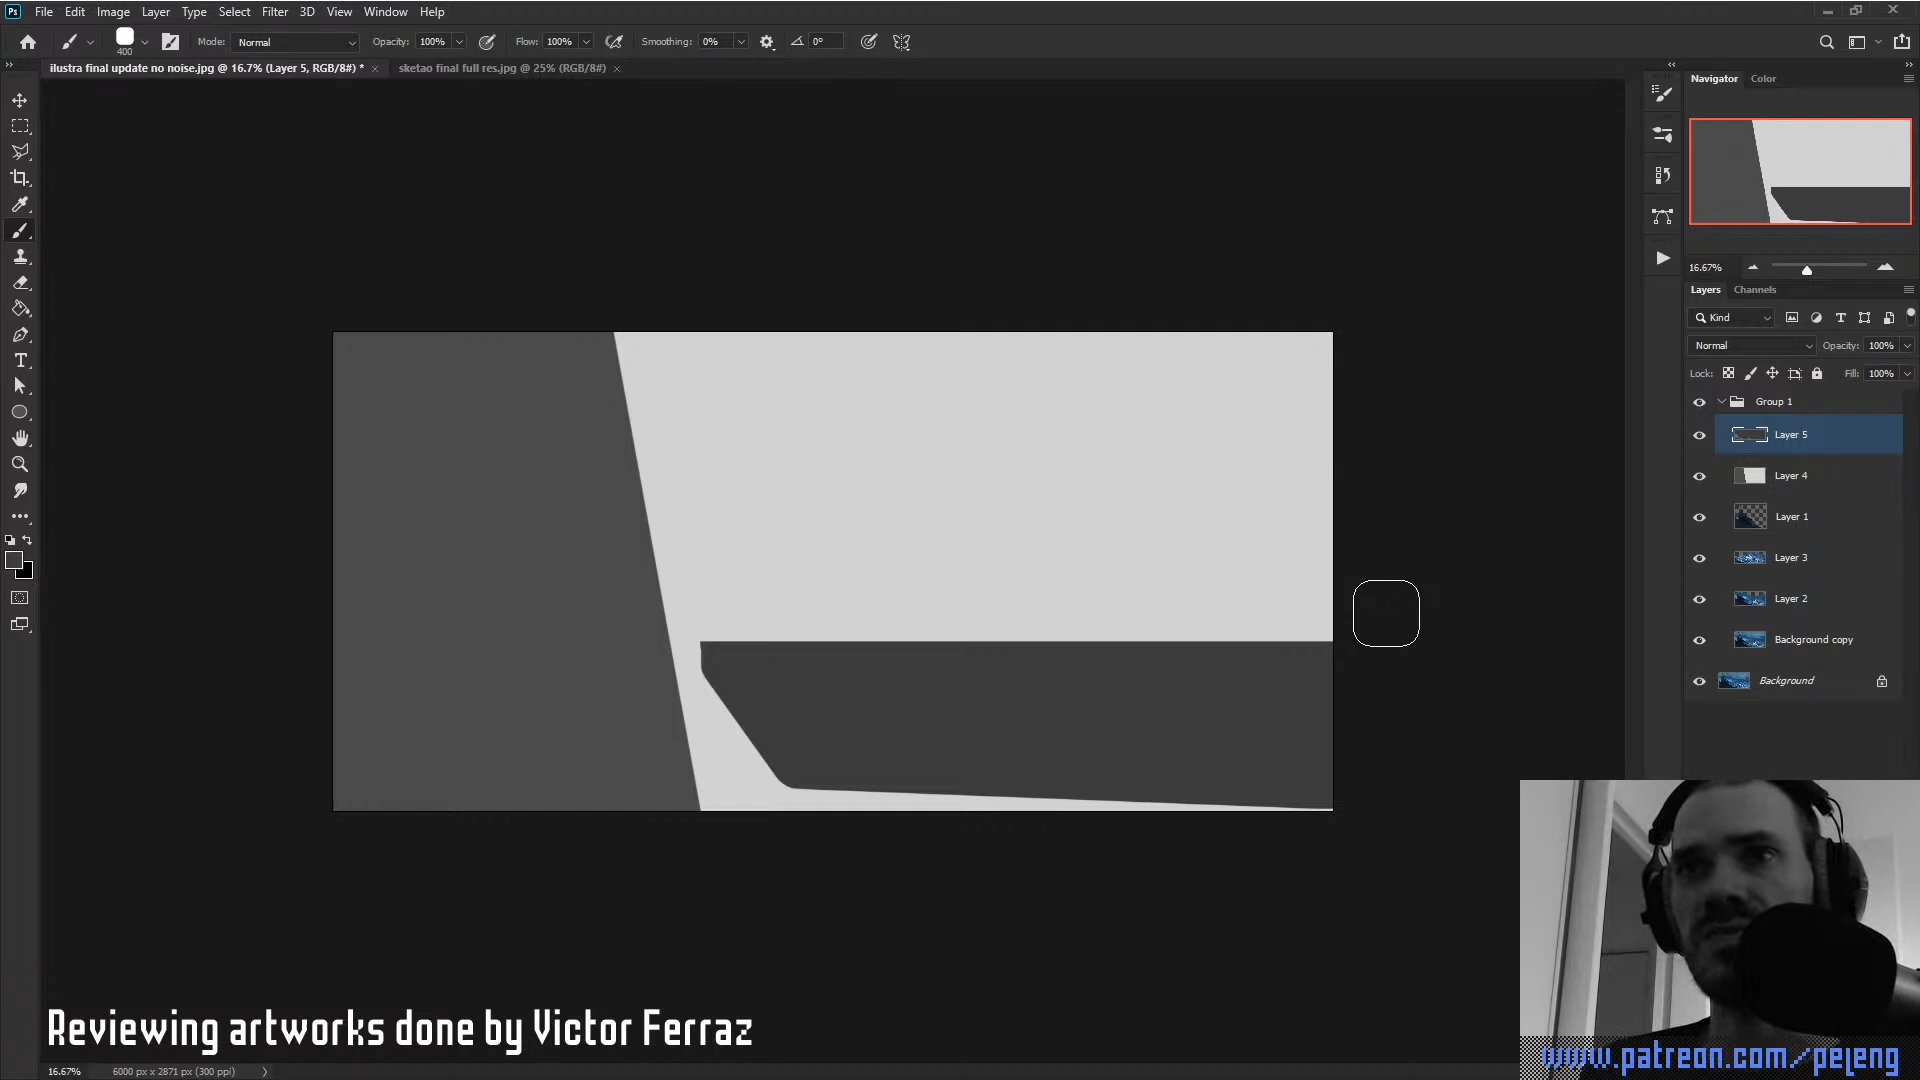 Ps File Edit Image Layer Type Select Filter 3D View Window Help
400 Mode: Normal Opacity: 100% Flow: 100% Smoothing: 0% 0°
ilustra final update no noise.jpg @ 16.7% (Layer 5, RGB/8#) * × sketao final full res.jpg @ 25% (RGB/8#) ×
Navigator Color
16.67%
Layers Channels
Kind
Normal Opacity: 100%
Lock: Fill: 100%
Group 1
Layer 5
Layer 4
Layer 1
Layer 3
Layer 2
Background copy
Background
Reviewing artworks done by Victor Ferraz
www.patreon.com/peleng
16.67% 6000 px x 2871 px (300 ppi)